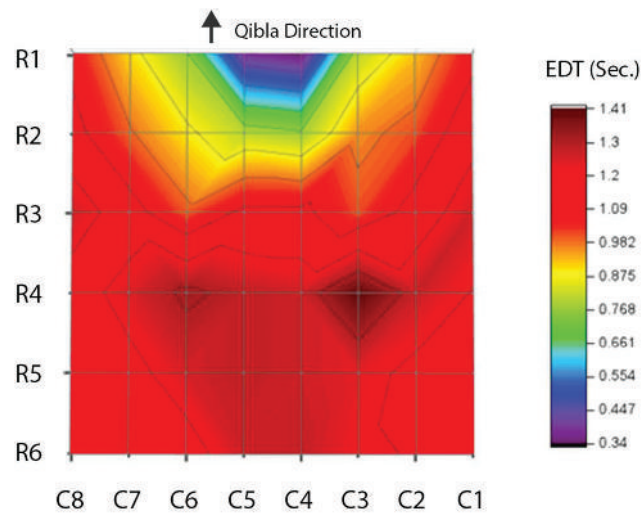 Qibla Direction
EDT (Sec.)
R1
R2
R3
R4
R5
R6
C8 C7 C6 C5 C4 C3 C2 C1
1.41
1.3
1.2
1.09
0.982
0.875
0.768
0.661
0.554
0.447
0.34